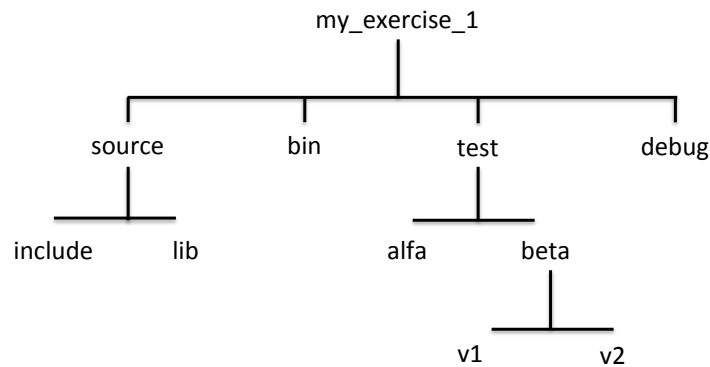 my_exercise_1
source bin test debug
include lib alfa beta
v1 v2